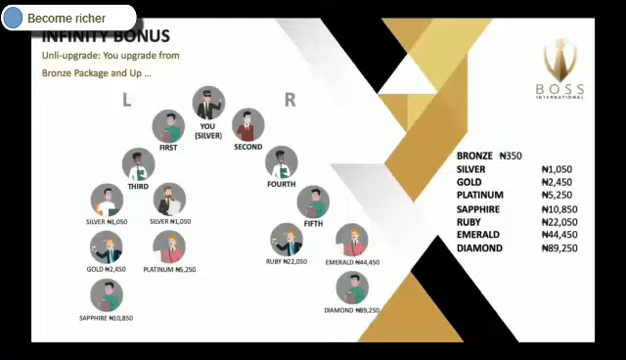 Become richer
INFINITY BONUS
Unli-upgrade: You upgrade from
Bronze Package and Up ...
L
R
YOU
(SILVER)
FIRST
SECOND
THIRD
FOURTH
FIFTH
SILVER ₦1,050
SILVER ₦1,050
GOLD ₦2,450
PLATINUM ₦5,250
RUBY ₦22,050
EMERALD ₦44,450
SAPPHIRE ₦10,850
DIAMOND ₦89,250
BOSS
INTERNATIONAL
BRONZE ₦350
SILVER ₦1,050
GOLD ₦2,450
PLATINUM ₦5,250
SAPPHIRE ₦10,850
RUBY ₦22,050
EMERALD ₦44,450
DIAMOND ₦89,250